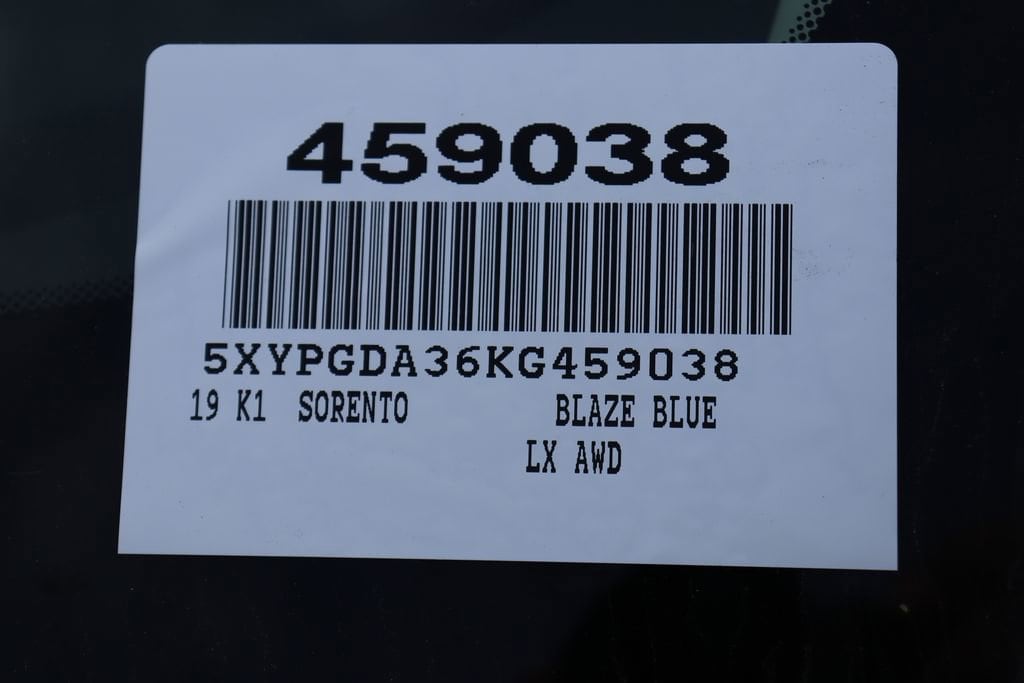 459038
5XYPGDA36KG459038
19 K1 SORENTO BLAZE BLUE
LX AWD